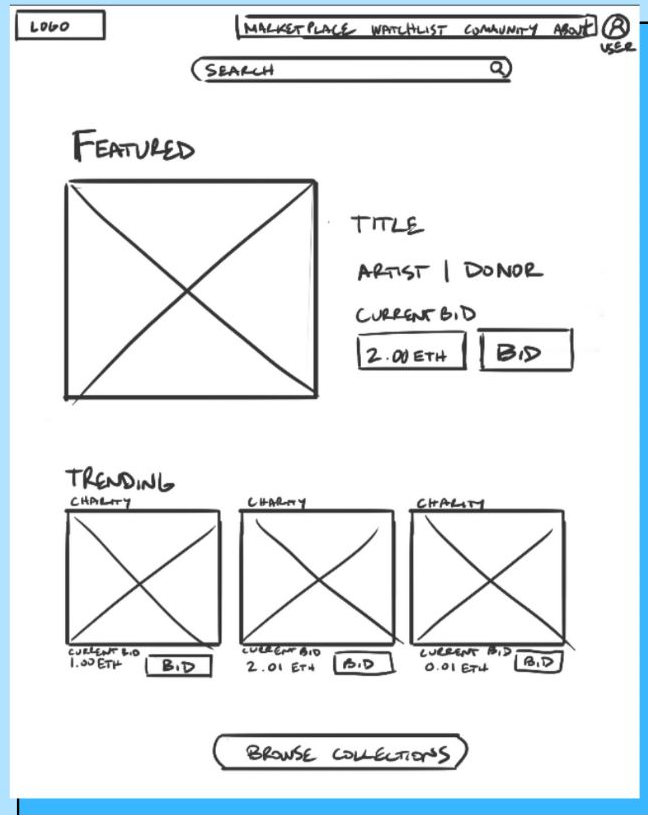 LOGO
MARKETPLACE WATCHLIST COMMUNITY ABOUT
USER
SEARCH
FEATURED
TITLE
ARTIST | DONOR
CURRENT BID
2.00 ETH BID
TRENDING
CHARITY CHARITY CHARITY
CURRENT BID CURRENT BID CURRENT BID
1.00 ETH BID 2.01 ETH BID 0.01 ETH BID
BROWSE COLLECTIONS